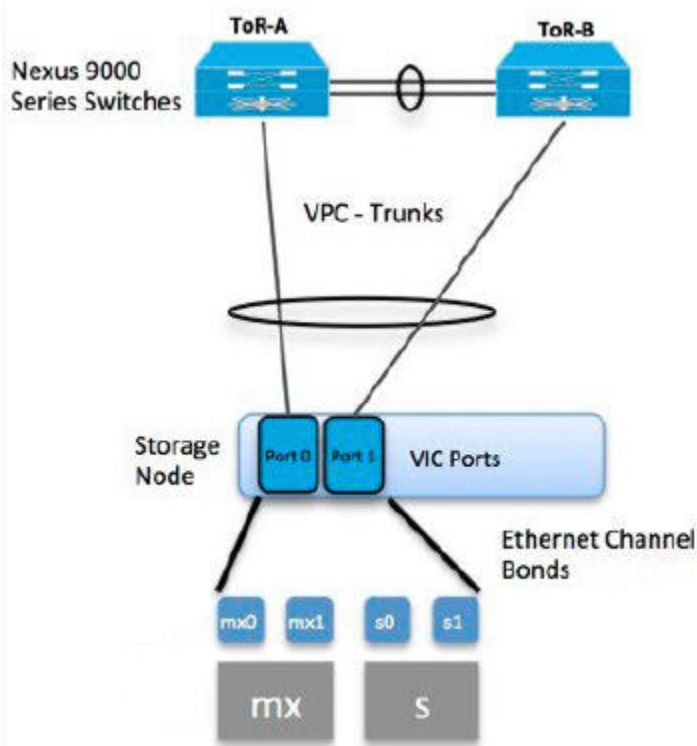 ToR-A
ToR-B
Nexus 9000
Series Switches
VPC - Trunks
Storage
Node
Port 0
Port 1
VIC Ports
Ethernet Channel
Bonds
mx0
mx1
s0
s1
mx
s